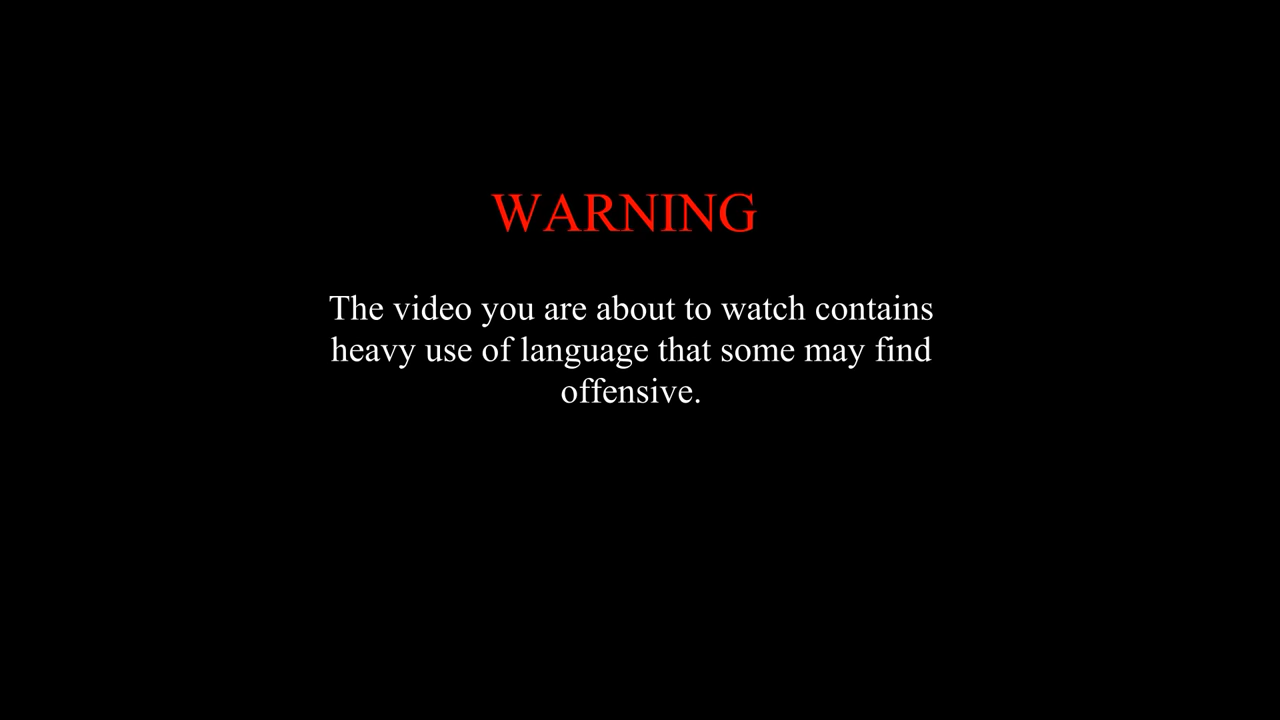 WARNING
The video you are about to watch contains
heavy use of language that some may find
offensive.